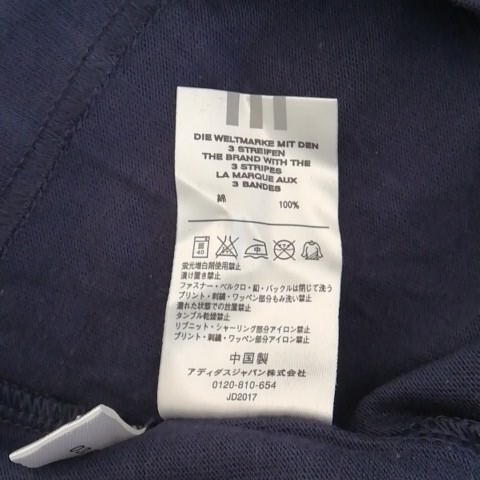 DIE WELTMARKE MIT DEN
3 STREIFEN
THE BRAND WITH THE
3 STRIPES
LA MARQUE AUX
3 BANDES
綿 100%
40 中
蛍光増白剤使用禁止
漬け置き禁止
ファスナー・ベルクロ・釦・バックルは閉じて洗う
プリント・刺繍・ワッペン部分もみ洗い禁止
濡れた状態での放置禁止
タンブル乾燥禁止
リブニット・シャーリング部分アイロン禁止
プリント・刺繍・ワッペン部分アイロン禁止
中国製
アディダスジャパン株式会社
0120-810-654
JD2017